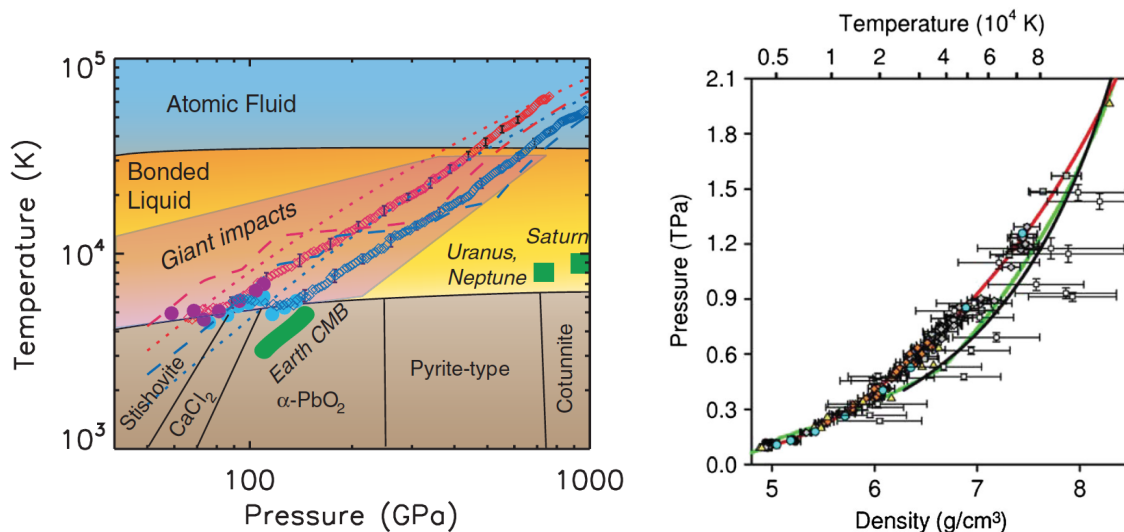 10⁵
10⁴
10³
Temperature (K)
Atomic Fluid
Bonded
Liquid
Giant impacts
Saturn
Uranus,
Neptune
Earth CMB
Stishovite
CaCl₂
α-PbO₂
Pyrite-type
Cotunnite
100
1000
Pressure (GPa)
Temperature (10⁴ K)
0.5 1 2 4 6 8
2.1
1.8
1.5
1.2
0.9
0.6
0.3
0.0
Pressure (TPa)
5 6 7 8
Density (g/cm³)